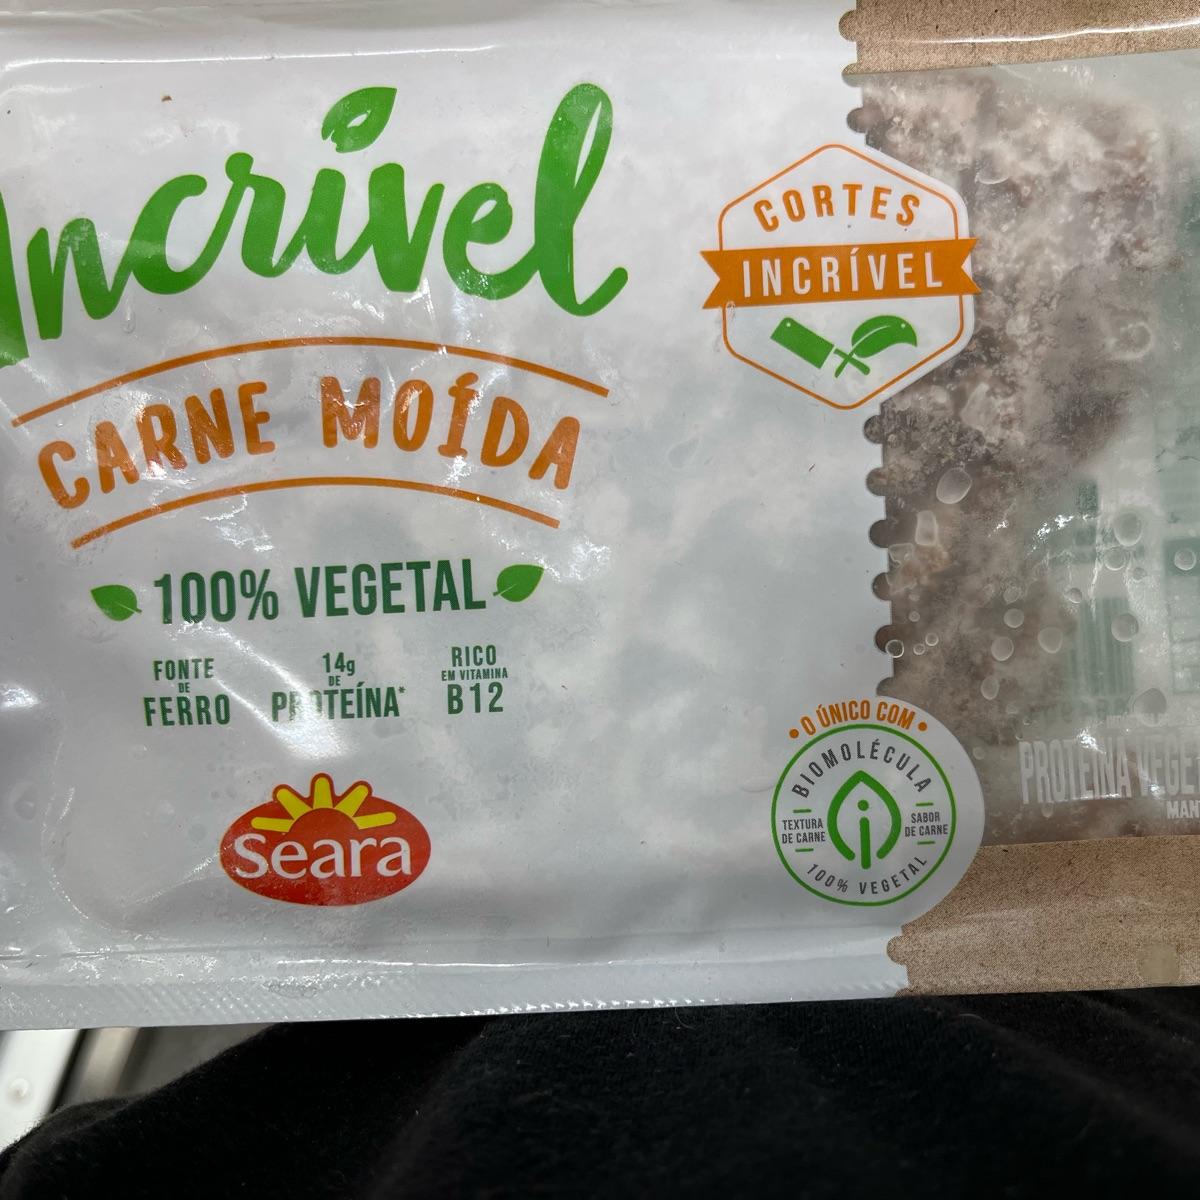 Incrível
CARNE MOÍDA
100% VEGETAL
FONTE
DE
FERRO
14g
DE
PROTEÍNA*
RICO
EM VITAMINA
B12
Seara
CORTES
INCRÍVEL
• O ÚNICO COM •
BIOMOLÉCULA
TEXTURA
DE CARNE
SABOR
DE CARNE
100% VEGETAL
PROTEÍNA